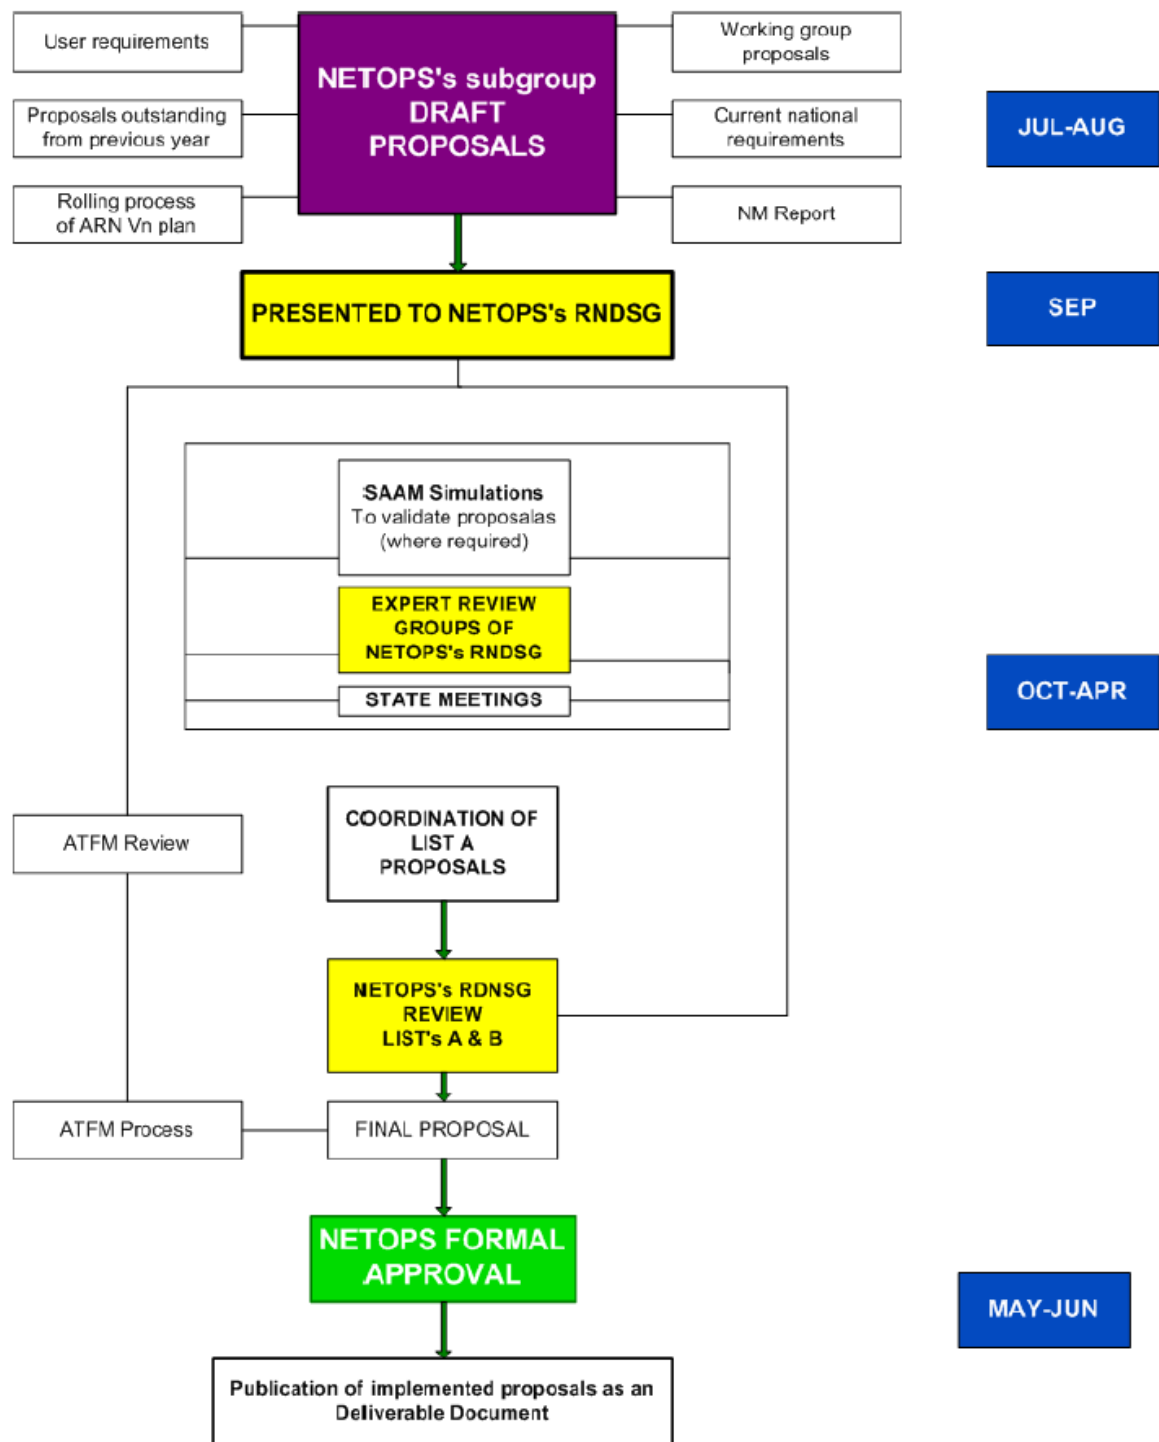 User requirements
NETOPS's subgroup
DRAFT
PROPOSALS
Working group
proposals
Proposals outstanding
from previous year
Current national
requirements
JUL-AUG
Rolling process
of ARN Vn plan
NM Report
PRESENTED TO NETOPS's RNDSG
SEP
SAAM Simulations
To validate proposalas
(where required)
EXPERT REVIEW
GROUPS OF
NETOPS's RNDSG
STATE MEETINGS
OCT-APR
COORDINATION OF
LIST A
PROPOSALS
ATFM Review
NETOPS's RDNSG
REVIEW
LIST's A & B
ATFM Process
FINAL PROPOSAL
NETOPS FORMAL
APPROVAL
MAY-JUN
Publication of implemented proposals as an
Deliverable Document